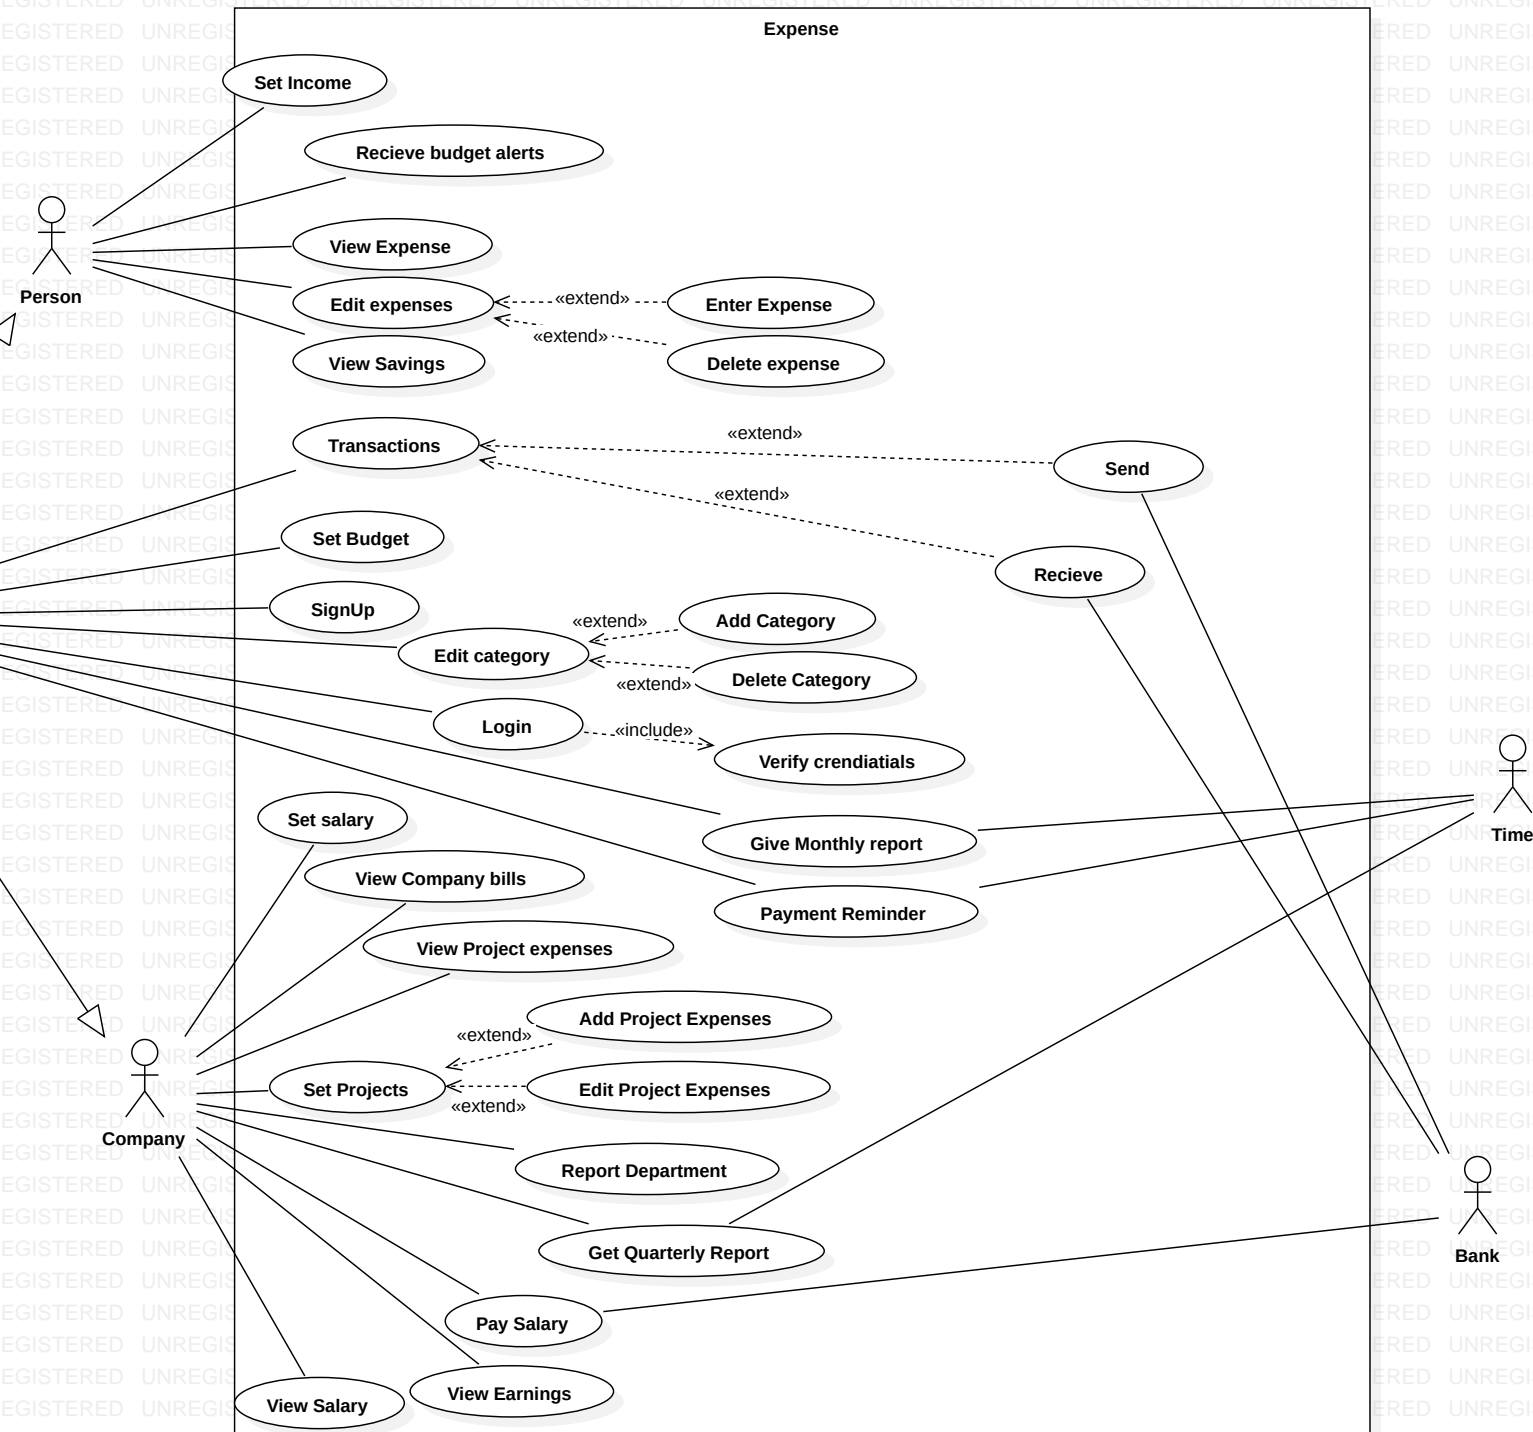 Expense
Set Income
Recieve budget alerts
Person
View Expense
Edit expenses
«extend»
Enter Expense
«extend»
View Savings
Delete expense
Transactions
«extend»
Send
«extend»
Set Budget
Recieve
SignUp
«extend»
Add Category
Edit category
«extend»
Delete Category
Login
«include»
Verify crendiatials
Set salary
Give Monthly report
Time
View Company bills
Payment Reminder
View Project expenses
«extend»
Add Project Expenses
Set Projects
Edit Project Expenses
«extend»
Company
Report Department
Get Quarterly Report
Bank
Pay Salary
View Earnings
View Salary
UNREGISTERED